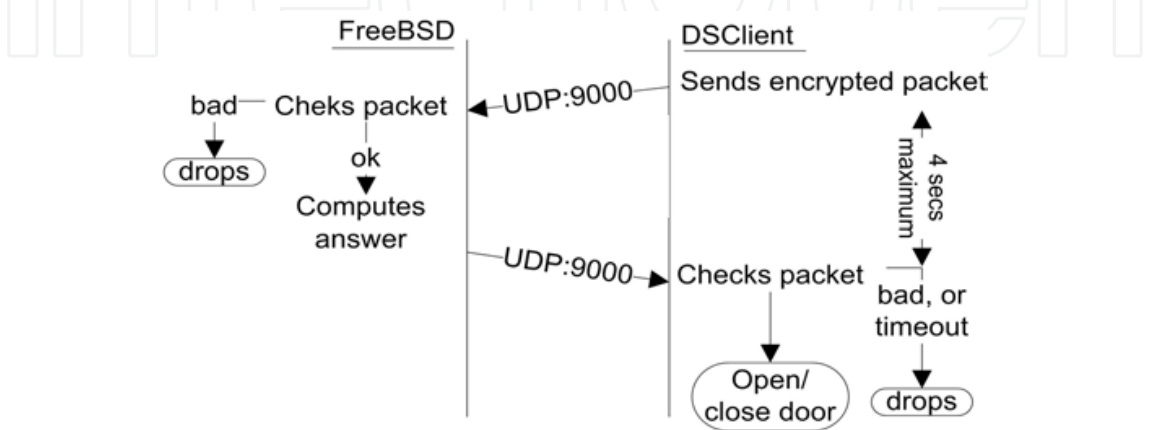 FreeBSD
DSClient
Sends encrypted packet
UDP:9000
bad
Cheks packet
drops
ok
Computes
answer
4 secs
maximum
UDP:9000
Checks packet
bad, or
timeout
Open/
close door
drops